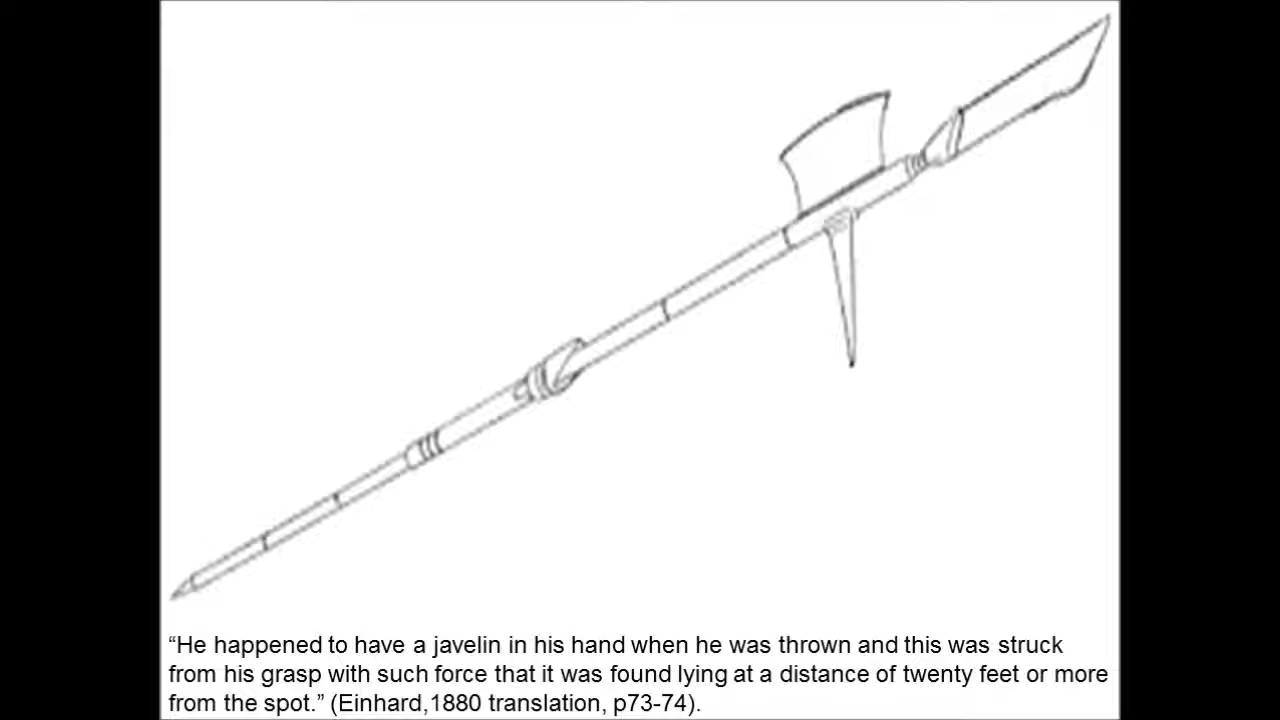 “He happened to have a javelin in his hand when he was thrown and this was struck
from his grasp with such force that it was found lying at a distance of twenty feet or more
from the spot.” (Einhard,1880 translation, p73-74).